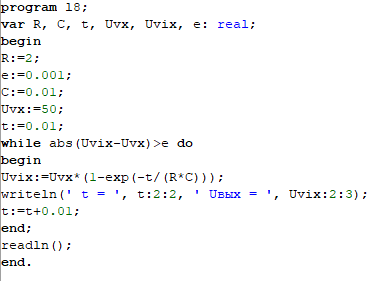 program l8;
var R, C, t, Uvx, Uvix, e: real;
begin
R:=2;
e:=0.001;
C:=0.01;
Uvx:=50;
t:=0.01;
while abs(Uvix-Uvx)>e do
begin
Uvix:=Uvx*(1-exp(-t/(R*C)));
writeln(' t = ', t:2:2, ' Uвых = ', Uvix:2:3);
t:=t+0.01;
end;
readln();
end.